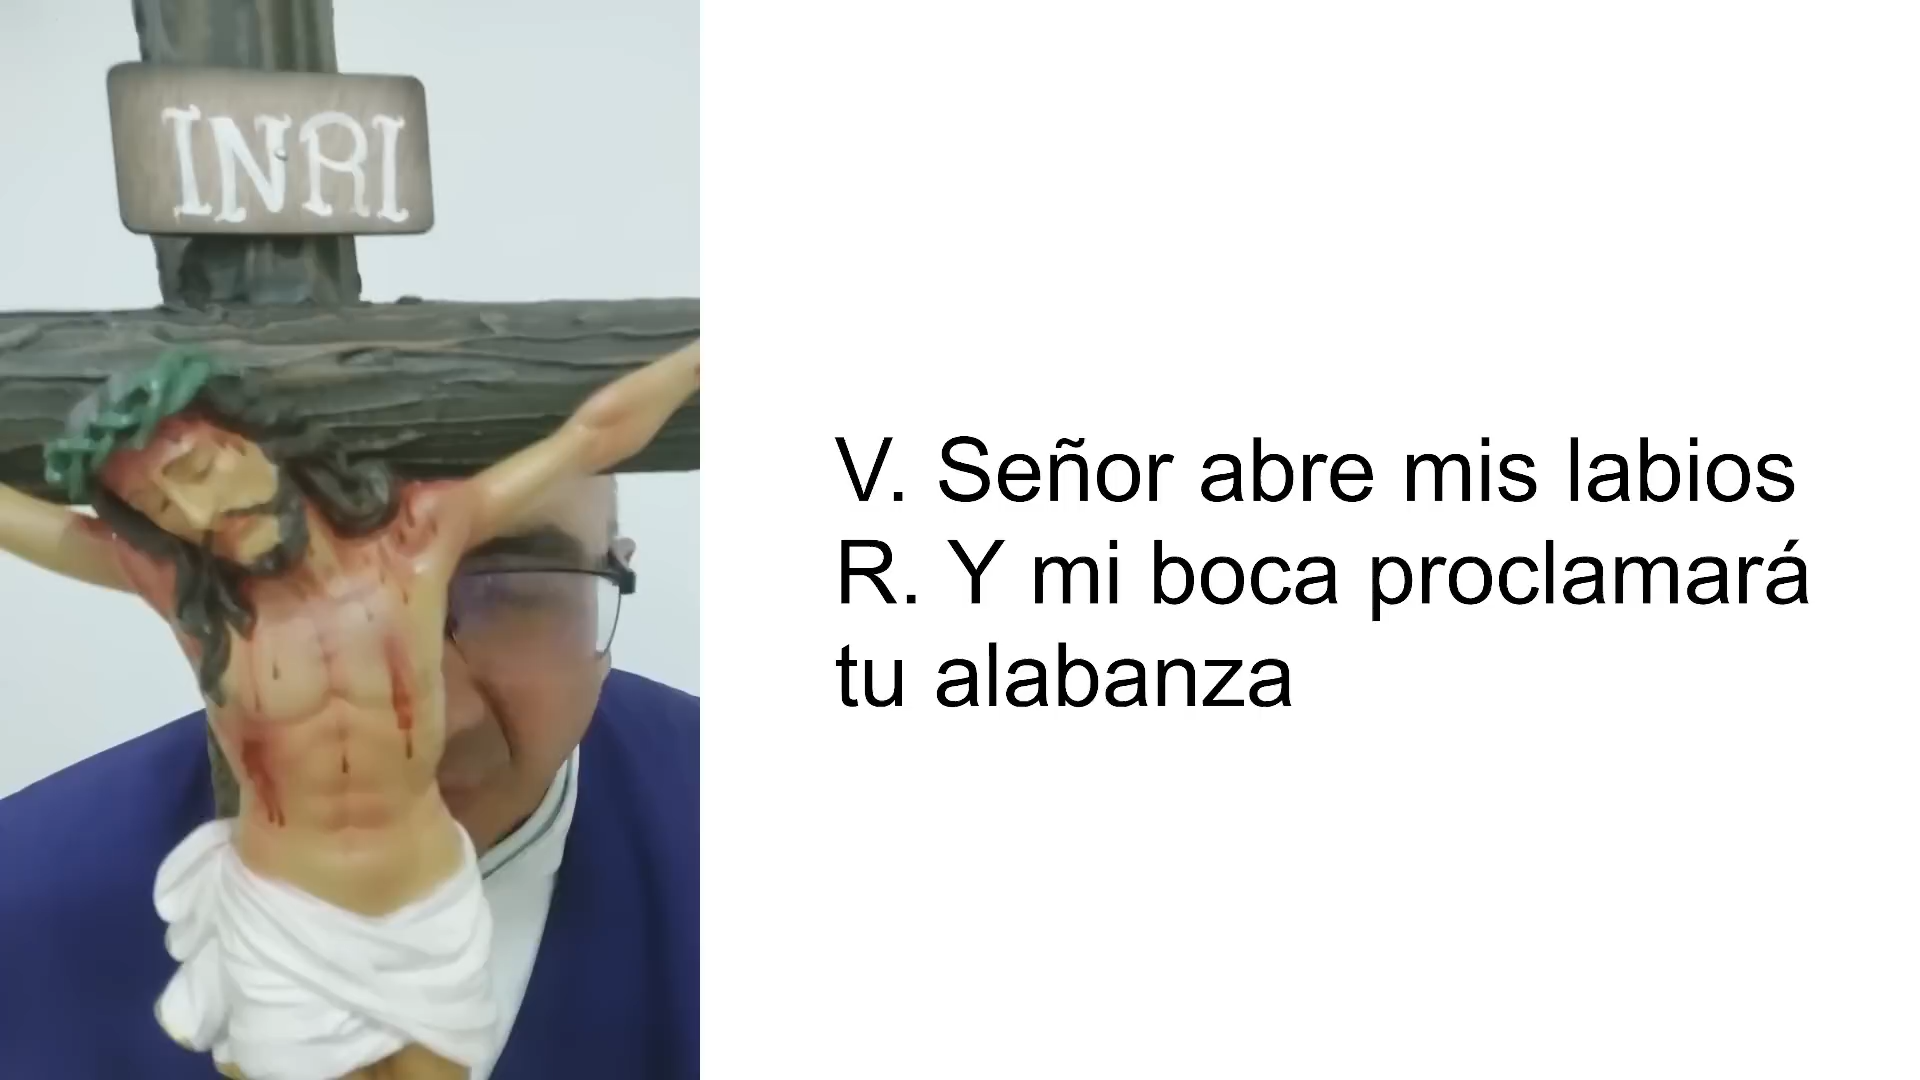 INRI
V. Señor abre mis labios
R. Y mi boca proclamará
tu alabanza